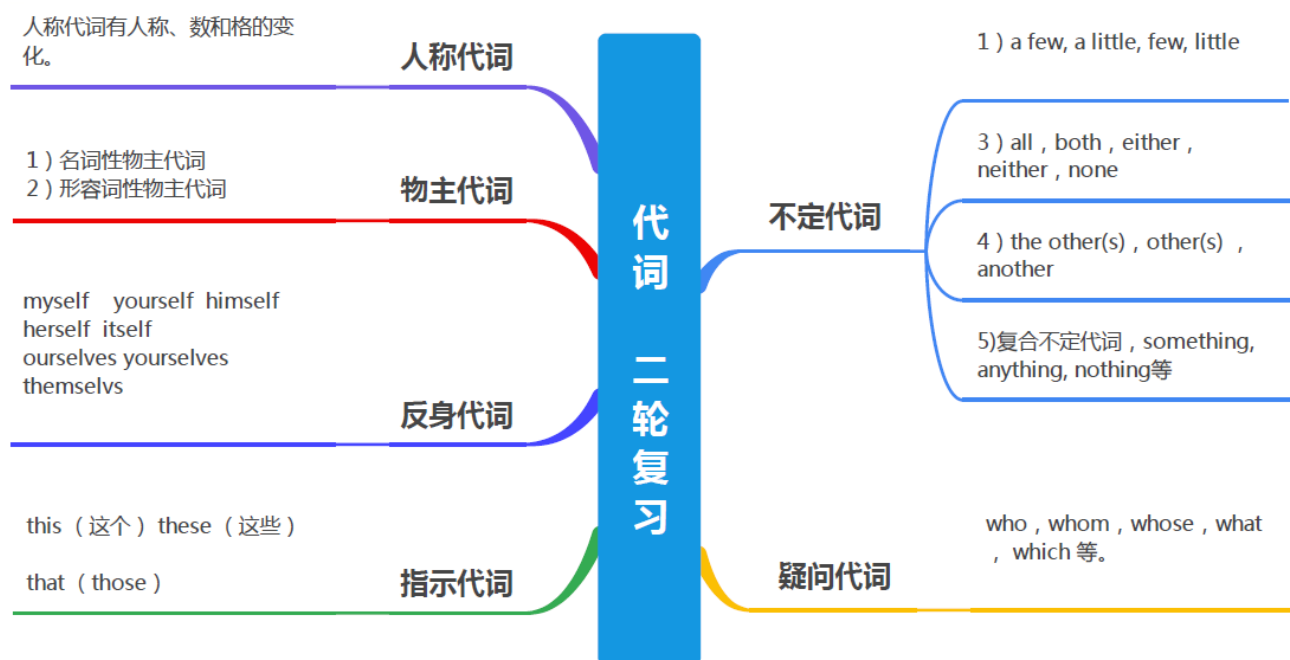 人称代词有人称、数和格的变
化。
人称代词
1）名词性物主代词
2）形容词性物主代词
物主代词
myself yourself himself
herself itself
ourselves yourselves
themselvs
反身代词
this （这个）these （这些）
that （those）
指示代词
代词 二轮复习
不定代词
1）a few, a little, few, little
3）all，both，either，
neither，none
4）the other(s)，other(s) ，
another
5)复合不定代词，something,
anything, nothing等
疑问代词
who，whom，whose，what
，which 等。